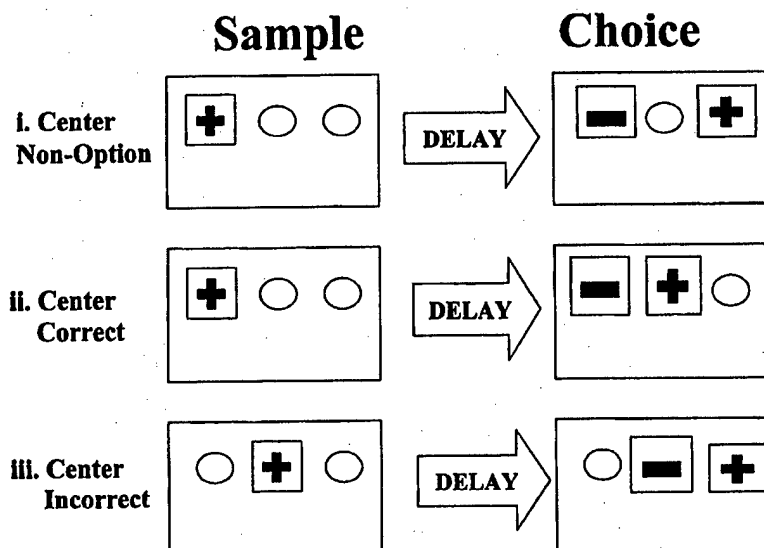 Sample Choice
i. Center
Non-Option
DELAY
ii. Center
Correct
DELAY
iii. Center
Incorrect
DELAY